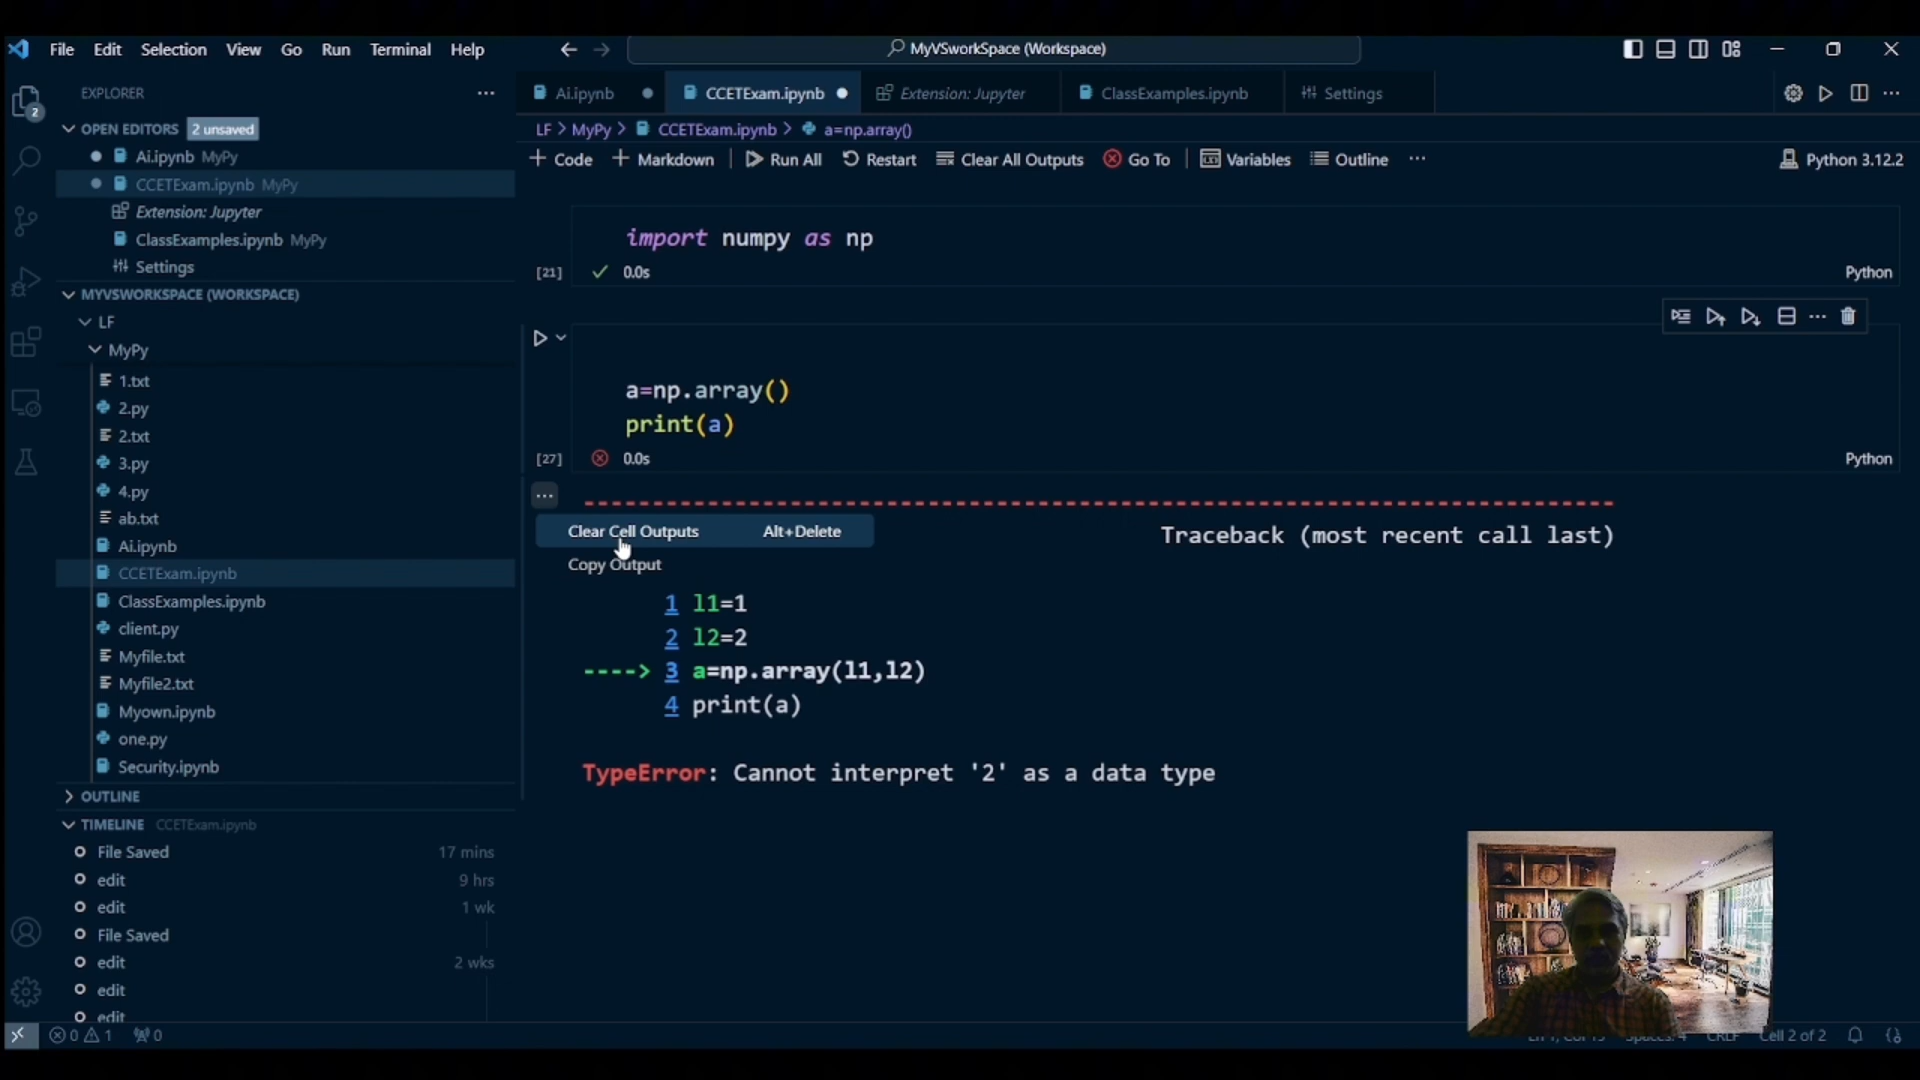 File Edit Selection View Go Run Terminal Help
MyVSworkSpace (Workspace)
2
EXPLORER
OPEN EDITORS 2 unsaved
Ai.ipynb MyPy
CCETExam.ipynb MyPy
Extension: Jupyter
ClassExamples.ipynb MyPy
Settings
MYVSWORKSPACE (WORKSPACE)
LF
MyPy
1.txt
2.py
2.txt
3.py
4.py
ab.txt
Ai.ipynb
CCETExam.ipynb
ClassExamples.ipynb
client.py
Myfile.txt
Myfile2.txt
Myown.ipynb
one.py
Security.ipynb
OUTLINE
TIMELINE CCETExam.ipynb
File Saved 17 mins
edit 9 hrs
edit 1 wk
File Saved
edit 2 wks
edit
edit
Ai.ipynb CCETExam.ipynb Extension: Jupyter ClassExamples.ipynb Settings
LF > MyPy > CCETExam.ipynb > a=np.array()
+ Code + Markdown Run All Restart Clear All Outputs Go To Variables Outline ... Python 3.12.2
import numpy as np
[21] 0.0s Python
a=np.array()
print(a)
[27] 0.0s Python
...
Clear Cell Outputs Alt+Delete
Traceback (most recent call last)
Copy Output
1 l1=1
2 l2=2
----> 3 a=np.array(l1,l2)
4 print(a)
TypeError: Cannot interpret '2' as a data type
0 1 0
Cell 2 of 2